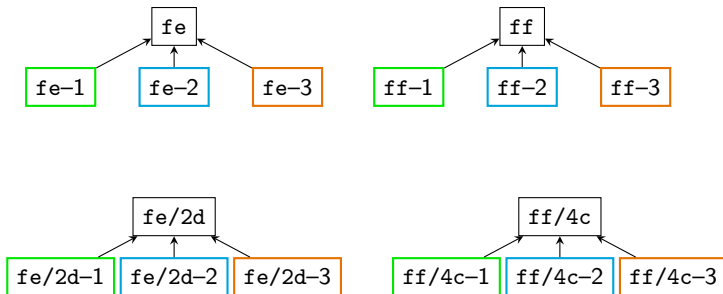 fe
ff
fe–1 fe–2 fe–3
ff–1 ff–2 ff–3
fe/2d
ff/4c
fe/2d–1 fe/2d–2 fe/2d–3
ff/4c–1 ff/4c–2 ff/4c–3